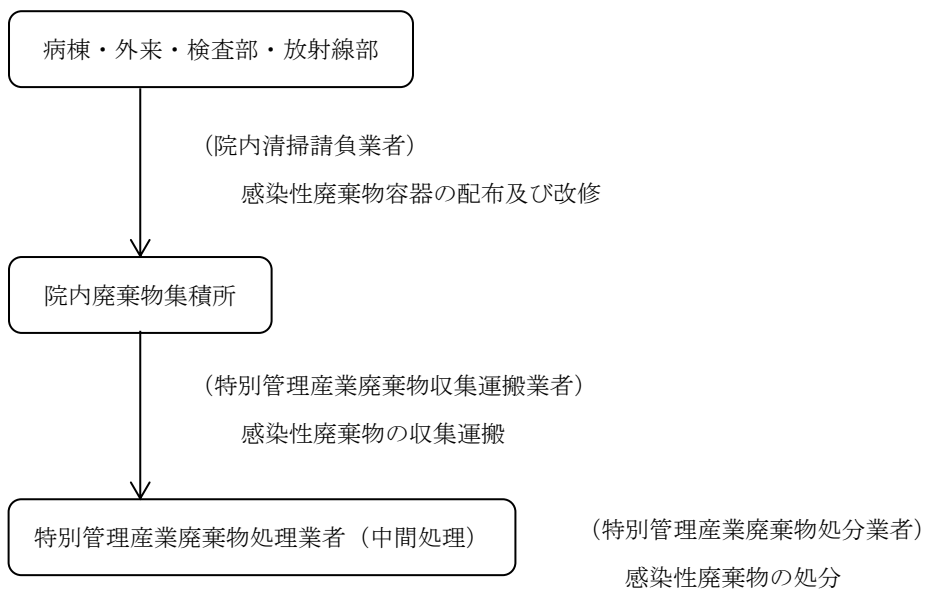 病棟・外来・検査部・放射線部
（院内清掃請負業者）
感染性廃棄物容器の配布及び改修
院内廃棄物集積所
（特別管理産業廃棄物収集運搬業者）
感染性廃棄物の収集運搬
特別管理産業廃棄物処理業者（中間処理）
（特別管理産業廃棄物処分業者）
感染性廃棄物の処分